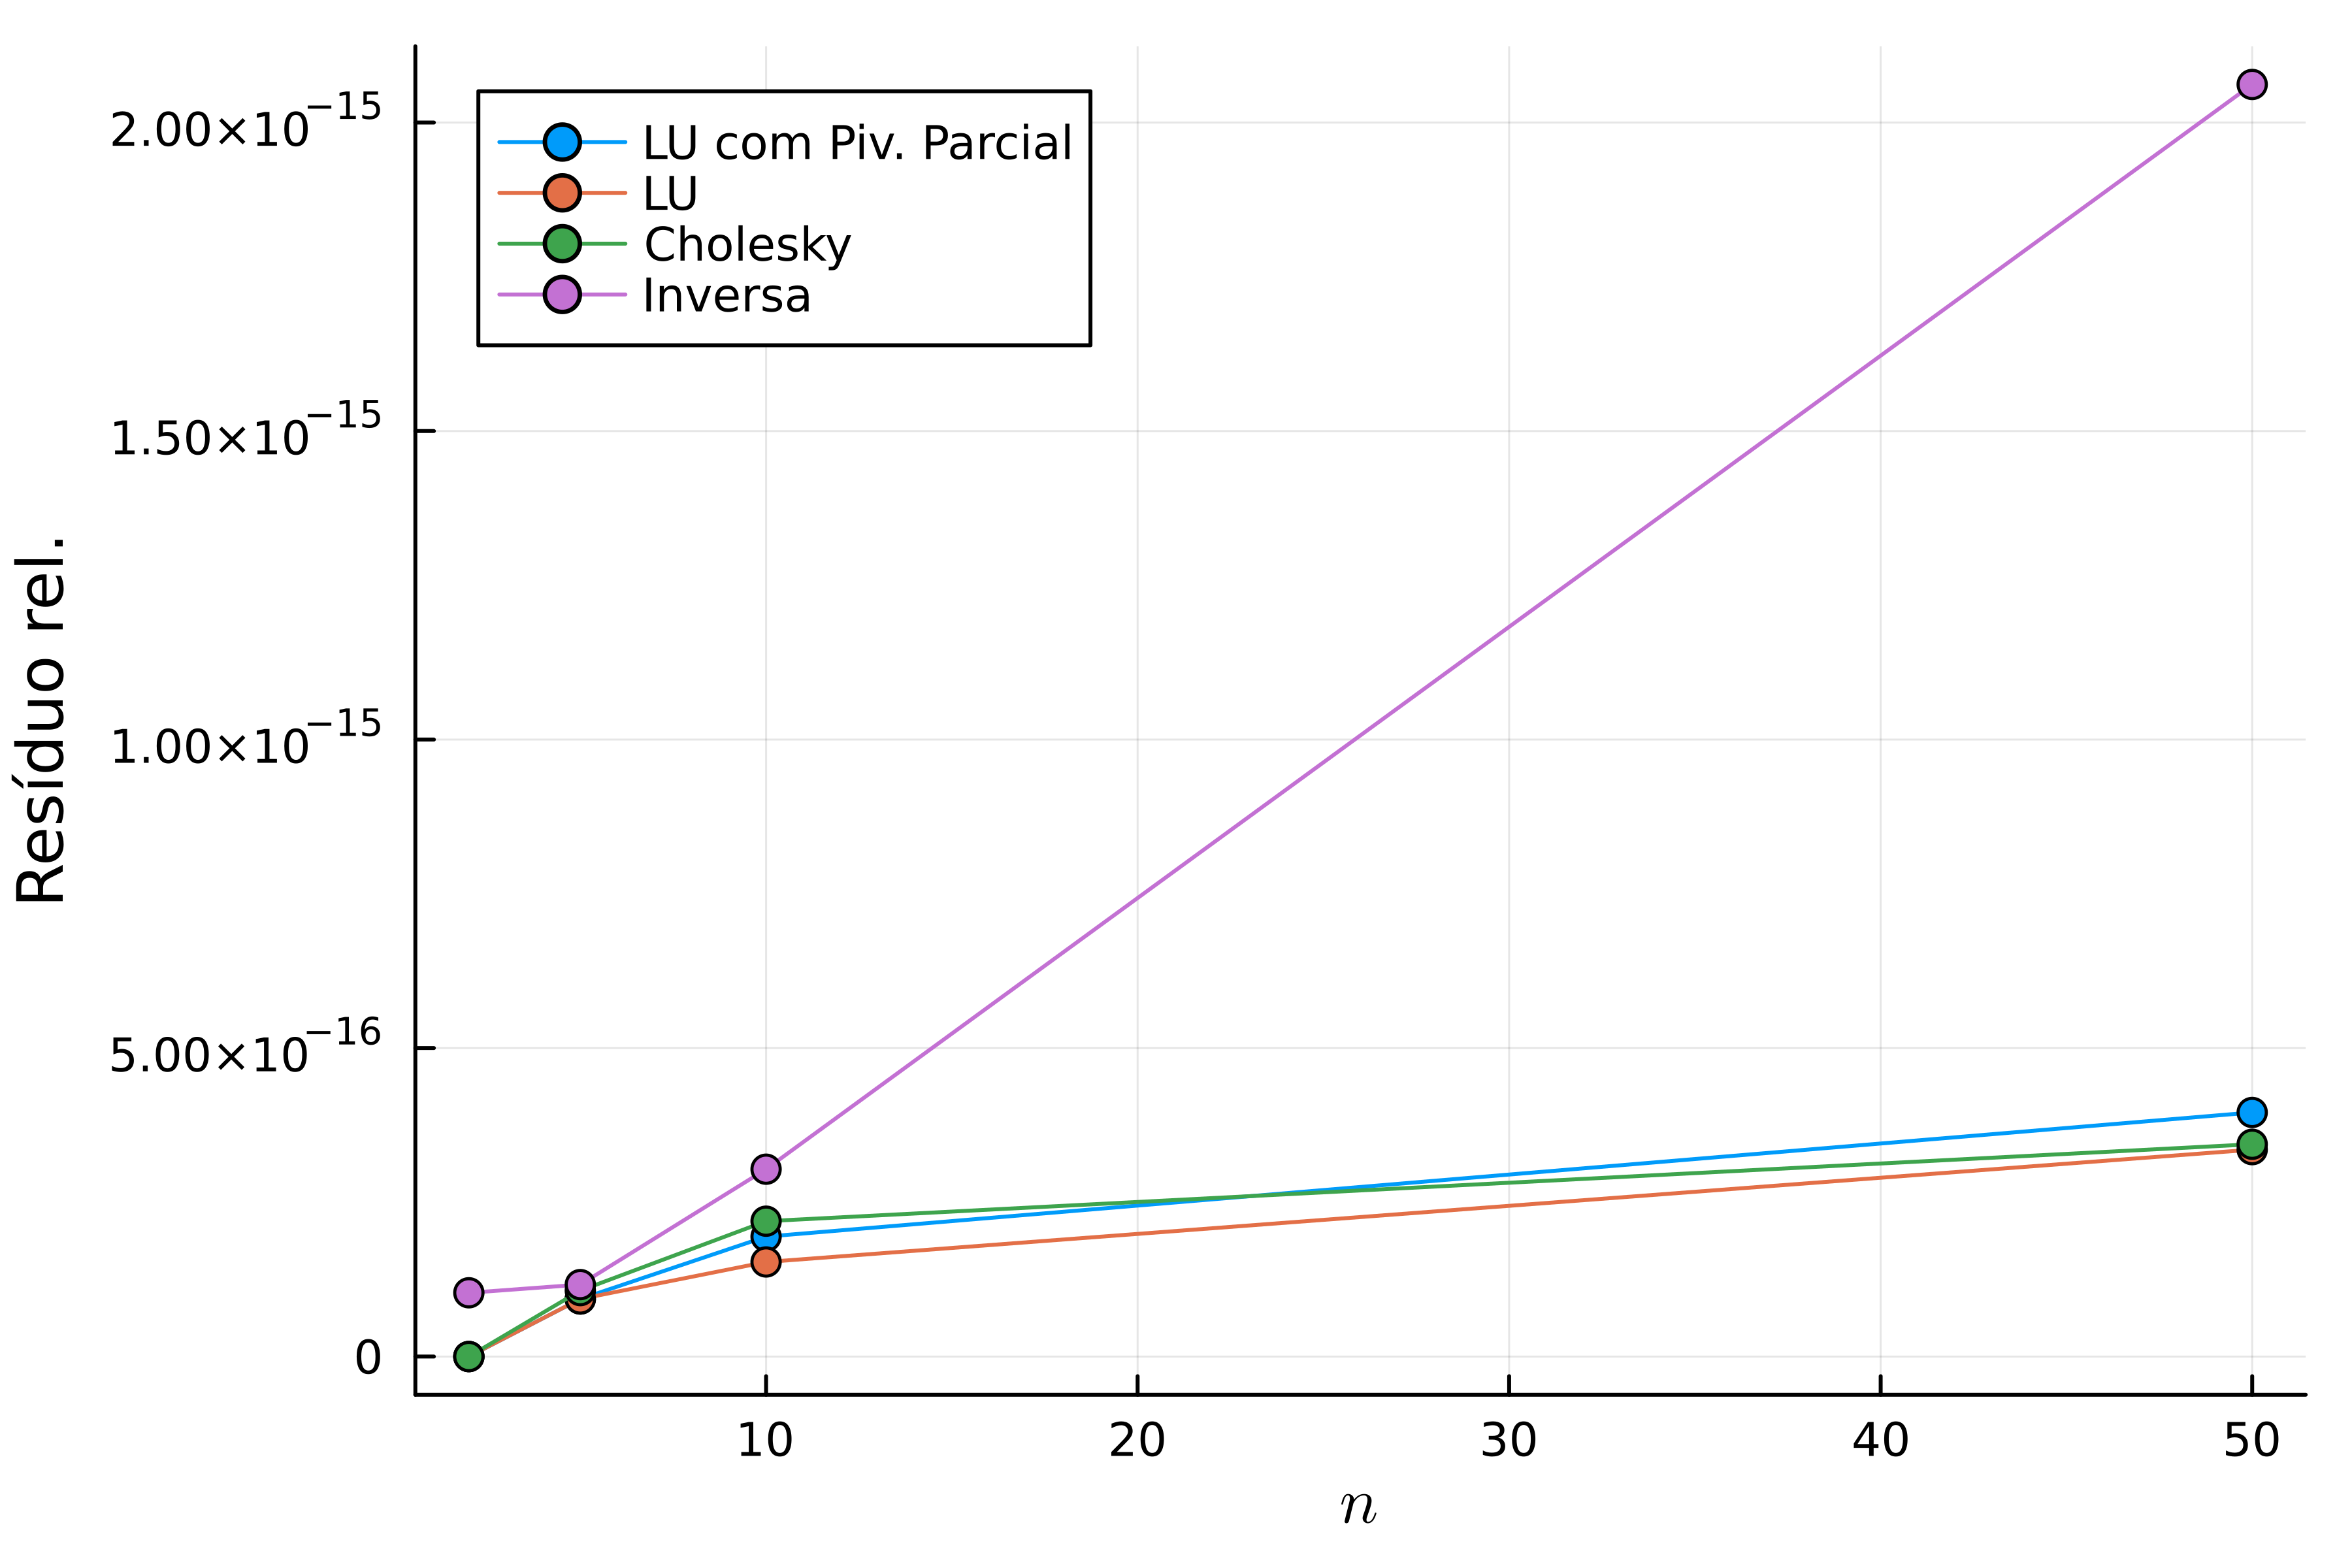 2.00×10⁻¹⁵
LU com Piv. Parcial
LU
Cholesky
Inversa
1.50×10⁻¹⁵
Resíduo rel.
1.00×10⁻¹⁵
5.00×10⁻¹⁶
0
10 20 30 40 50
n